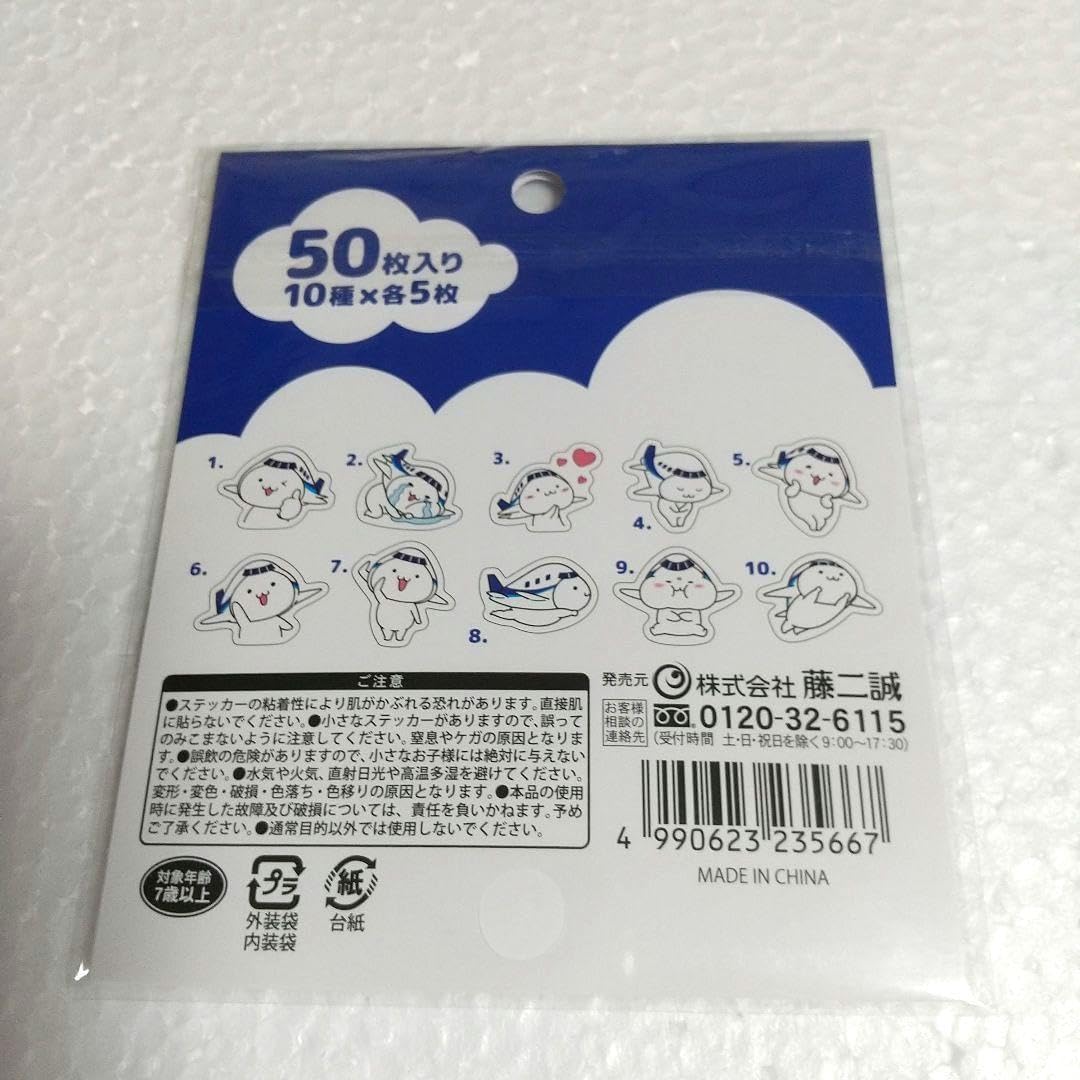 50枚入り
10種×各5枚
1.
2.
3.
4.
5.
6.
7.
8.
9.
10.
ご注意
●ステッカーの粘着性により肌がかぶれる恐れがあります。直接肌
に貼らないでください。●小さなステッカーがありますので、誤って
のみこまないように注意してください。窒息やケガの原因となりま
す。●誤飲の危険がありますので、小さなお子様には絶対に与えない
でください。●水気や火気、直射日光や高温多湿を避けてください。
変形・変色・破損・色落ち・色移りの原因となります。●本品の使用
時に発生した故障及び破損については、責任を負いかねます。予め
ご了承ください。●通常目的以外では使用しないでください。
発売元 株式会社 藤二誠
お客様
相談の
連絡先
0120-32-6115
(受付時間 土・日・祝日を除く9:00〜17:30)
4 990623 235667
MADE IN CHINA
対象年齢
7歳以上
プラ
外装袋
内装袋
紙
台紙